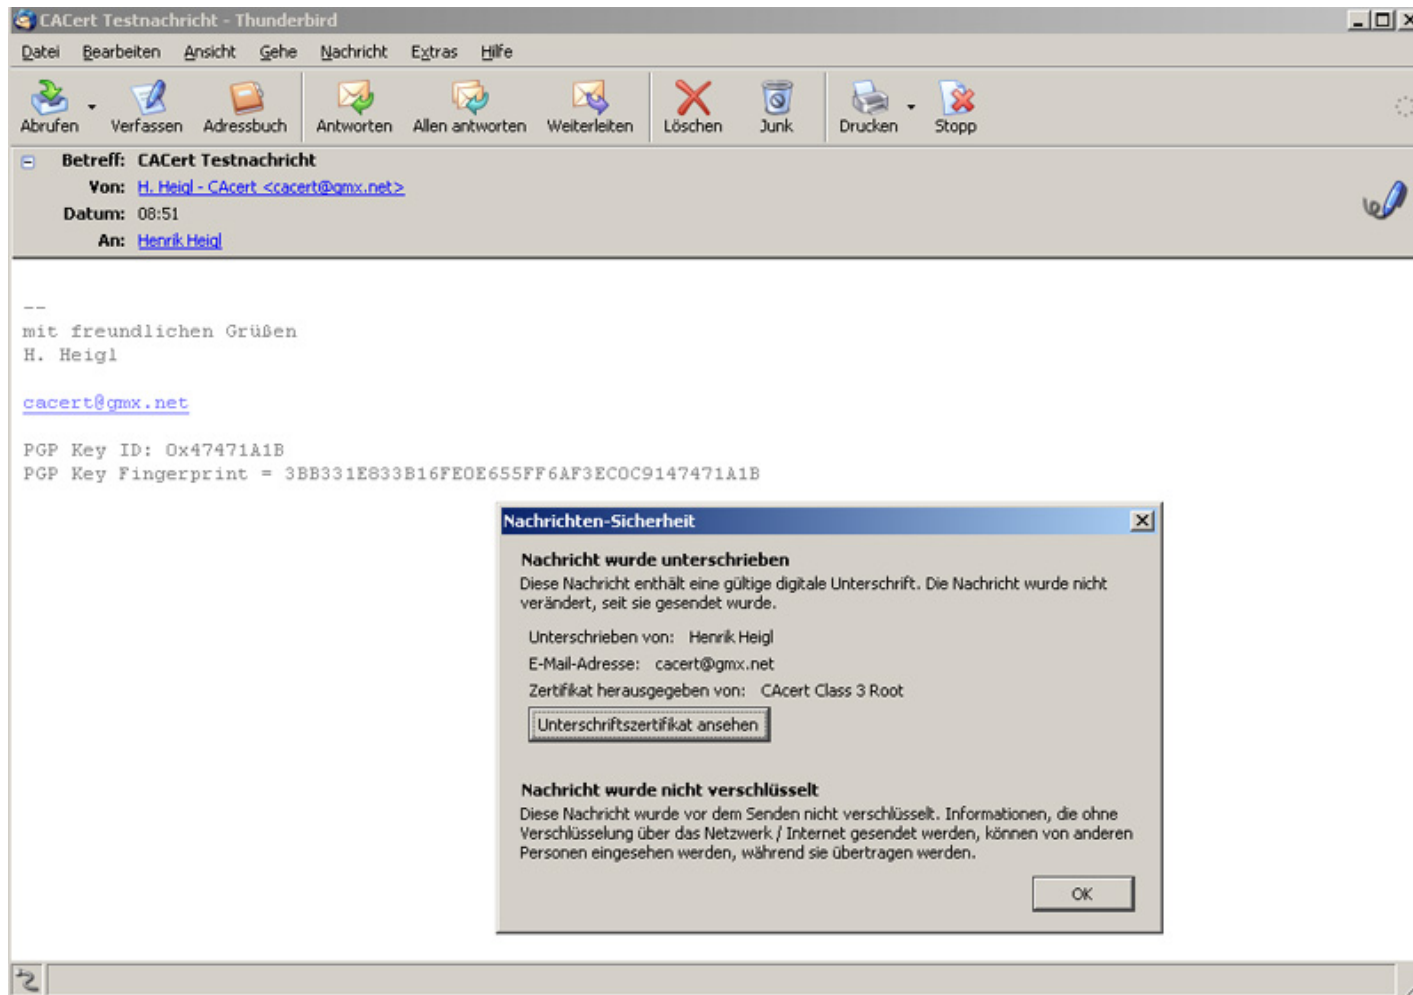 CACert Testnachricht - Thunderbird
Datei Bearbeiten Ansicht Gehe Nachricht Extras Hilfe
Abrufen Verfassen Adressbuch Antworten Allen antworten Weiterleiten Löschen Junk Drucken Stopp
Betreff: CACert Testnachricht
Von: H. Heigl - CAcert <cacert@gmx.net>
Datum: 08:51
An: Henrik Heigl
--
mit freundlichen Grüßen
H. Heigl
cacert@gmx.net
PGP Key ID: 0x47471A1B
PGP Key Fingerprint = 3BB331E833B16FE0E655FF6AF3EC0C9147471A1B
Nachrichten-Sicherheit
Nachricht wurde unterschrieben
Diese Nachricht enthält eine gültige digitale Unterschrift. Die Nachricht wurde nicht
verändert, seit sie gesendet wurde.
Unterschrieben von: Henrik Heigl
E-Mail-Adresse: cacert@gmx.net
Zertifikat herausgegeben von: CAcert Class 3 Root
Unterschriftszertifikat ansehen
Nachricht wurde nicht verschlüsselt
Diese Nachricht wurde vor dem Senden nicht verschlüsselt. Informationen, die ohne
Verschlüsselung über das Netzwerk / Internet gesendet werden, können von anderen
Personen eingesehen werden, während sie übertragen werden.
OK